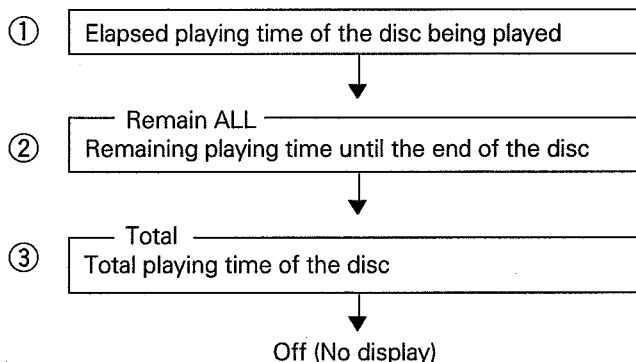 ① Elapsed playing time of the disc being played
Remain ALL
② Remaining playing time until the end of the disc
Total
③ Total playing time of the disc
Off (No display)